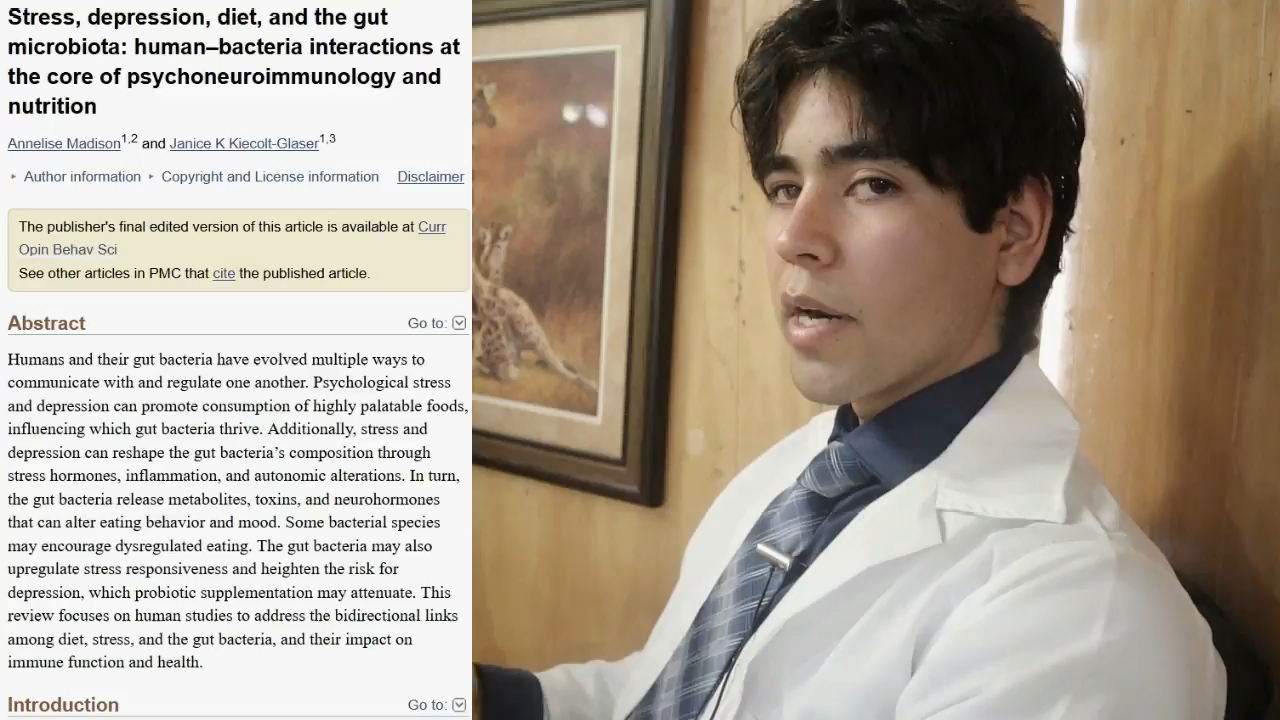 Stress, depression, diet, and the gut
microbiota: human–bacteria interactions at
the core of psychoneuroimmunology and
nutrition
Annelise Madison1,2 and Janice K Kiecolt-Glaser1,3
▸ Author information ▸ Copyright and License information Disclaimer
The publisher's final edited version of this article is available at Curr
Opin Behav Sci
See other articles in PMC that cite the published article.
Abstract Go to:
Humans and their gut bacteria have evolved multiple ways to
communicate with and regulate one another. Psychological stress
and depression can promote consumption of highly palatable foods,
influencing which gut bacteria thrive. Additionally, stress and
depression can reshape the gut bacteria's composition through
stress hormones, inflammation, and autonomic alterations. In turn,
the gut bacteria release metabolites, toxins, and neurohormones
that can alter eating behavior and mood. Some bacterial species
may encourage dysregulated eating. The gut bacteria may also
upregulate stress responsiveness and heighten the risk for
depression, which probiotic supplementation may attenuate. This
review focuses on human studies to address the bidirectional links
among diet, stress, and the gut bacteria, and their impact on
immune function and health.
Introduction Go to: